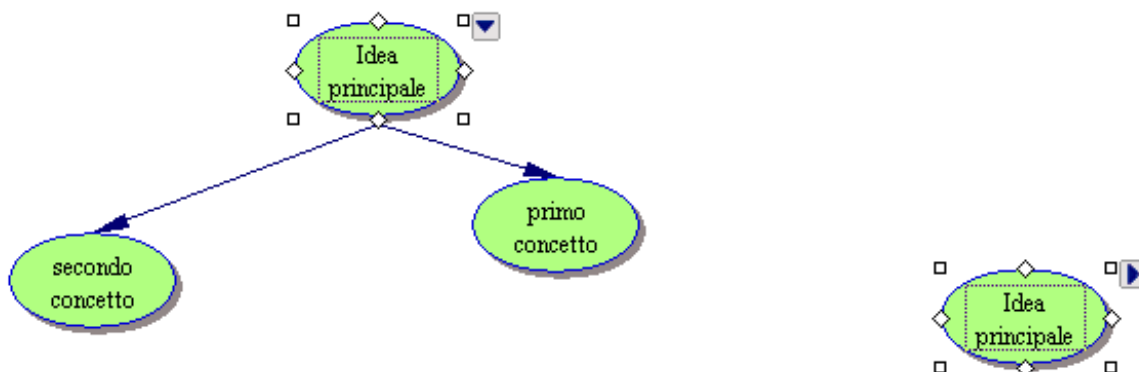 Idea
principale
primo
concetto
secondo
concetto
Idea
principale